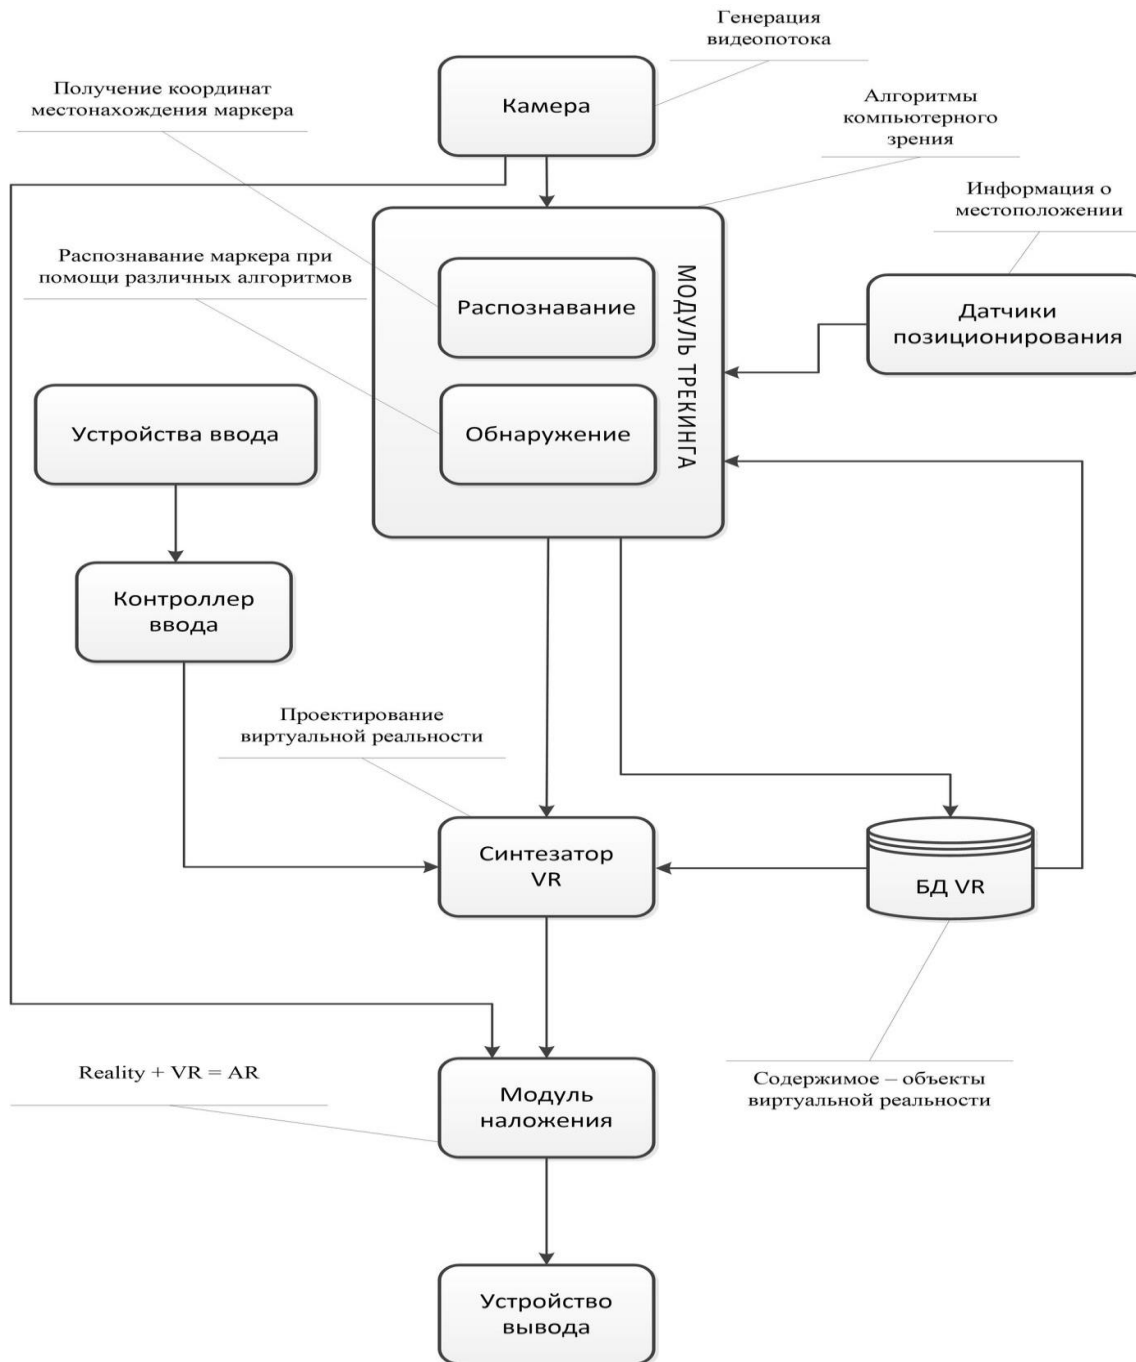 Генерация
видеопотока
Получение координат
местонахождения маркера
Камера
Алгоритмы
компьютерного
зрения
Информация о
местоположении
Распознавание маркера при
помощи различных алгоритмов
Распознавание
МОДУЛЬ ТРЕКИНГА
Датчики
позиционирования
Устройства ввода
Обнаружение
Контроллер
ввода
Проектирование
виртуальной реальности
Синтезатор
VR
БД VR
Reality + VR = AR
Модуль
наложения
Содержимое – объекты
виртуальной реальности
Устройство
вывода